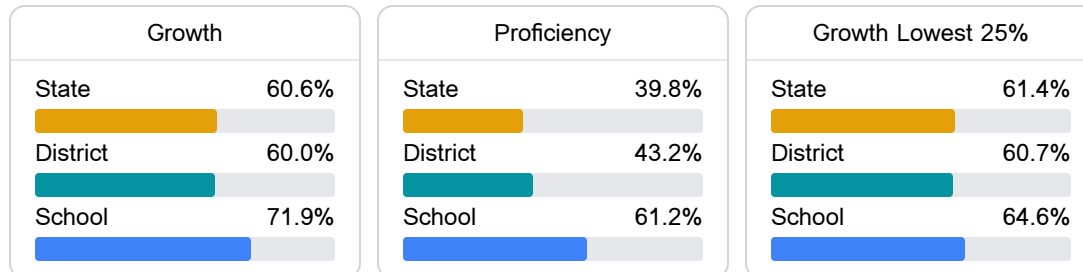 Growth
State 60.6%
District 60.0%
School 71.9%
Proficiency
State 39.8%
District 43.2%
School 61.2%
Growth Lowest 25%
State 61.4%
District 60.7%
School 64.6%